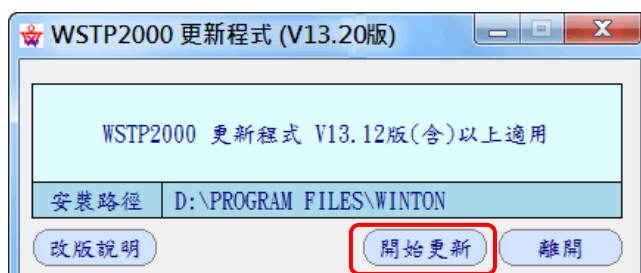 WSTP2000 更新程式 (V13.20版)
WSTP2000 更新程式 V13.12版(含)以上適用
安裝路徑 D:\PROGRAM FILES\WINTON
改版說明 開始更新 離開